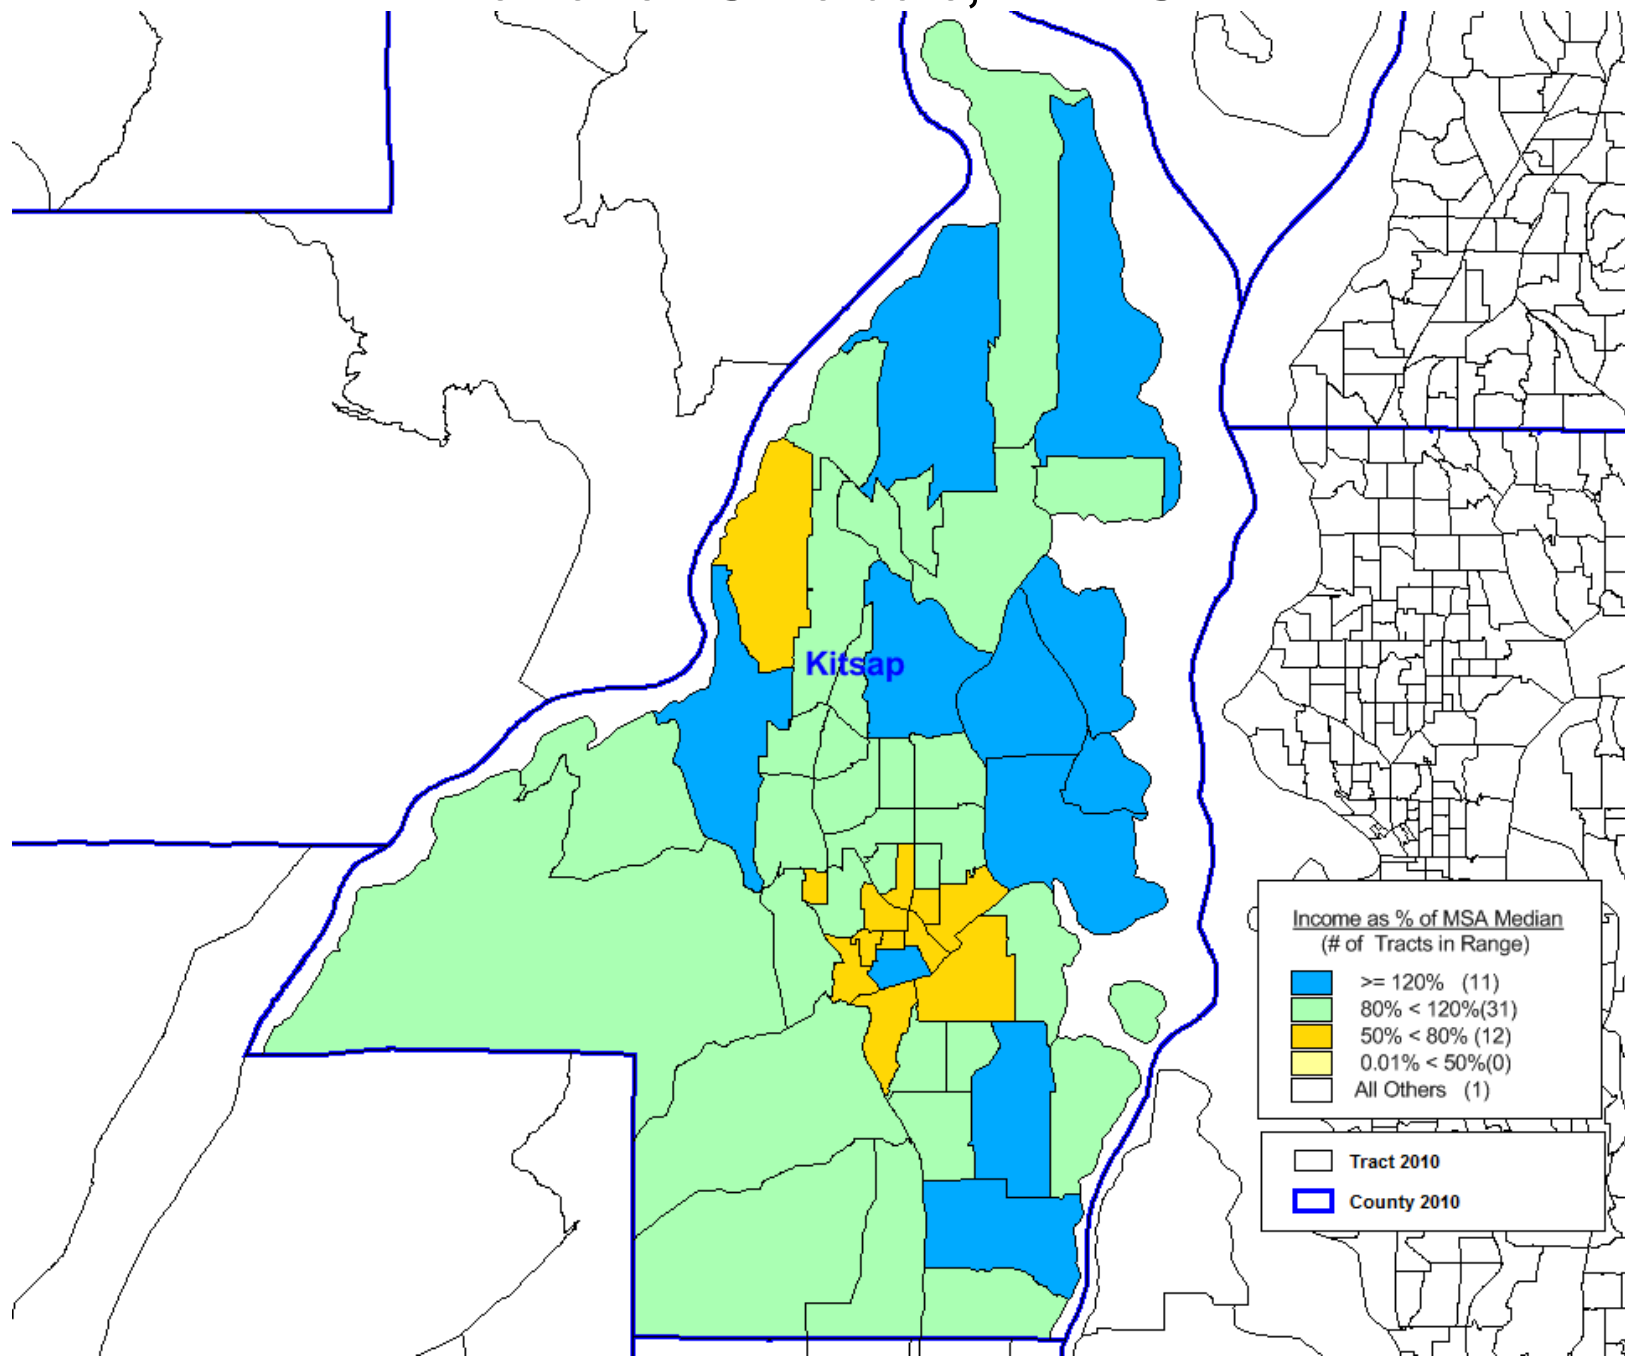 Kitsap
Income as % of MSA Median
(# of Tracts in Range)
>= 120% (11)
80% < 120%(31)
50% < 80% (12)
0.01% < 50%(0)
All Others (1)
Tract 2010
County 2010